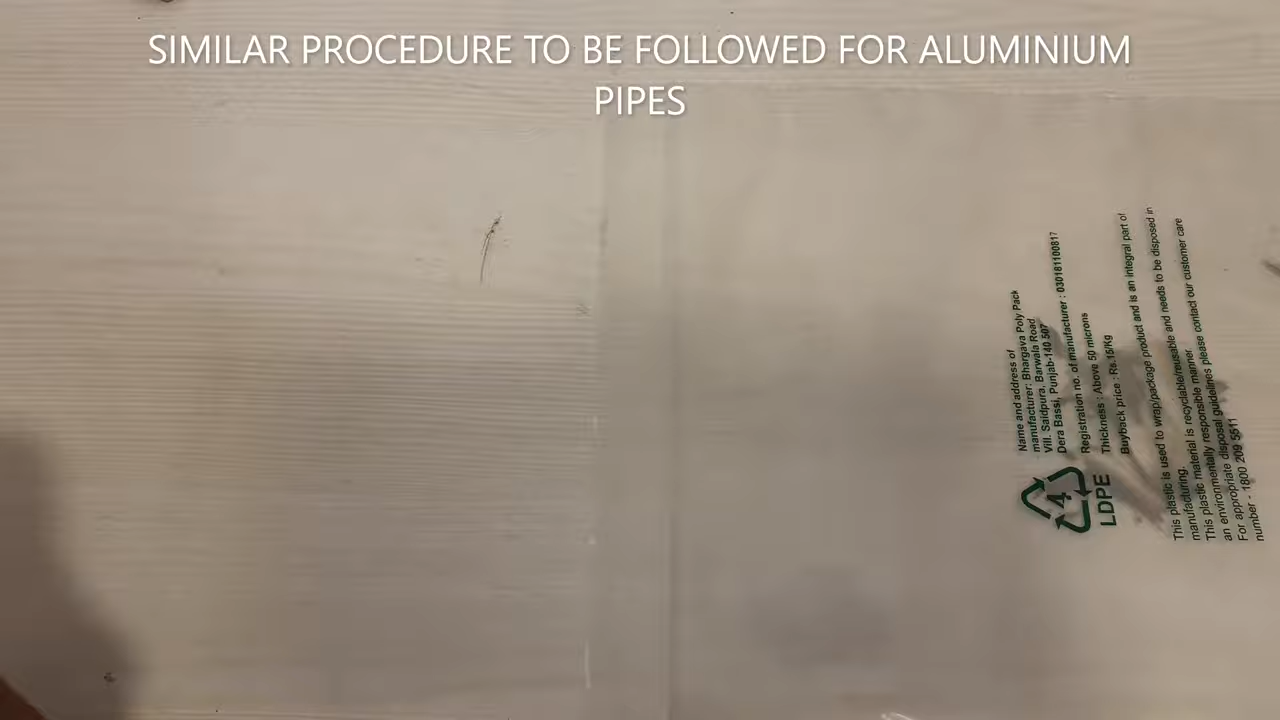 SIMILAR PROCEDURE TO BE FOLLOWED FOR ALUMINIUM
PIPES
Name and address of
manufacturer: Bhargava Poly Pack
Vill. Saidpura, Barwala Road
Dera Bassi, Punjab-140 507
Registration no. of manufacturer : 030161100817
Thickness : Above 50 microns
Buyback price : Rs.15/Kg
4
LDPE
This plastic is used to wrap/package product and is an integral part of
manufacturing.
This plastic material is recyclable/reusable and needs to be disposed in
an environmentally responsible manner.
For appropriate disposal guidelines please contact our customer care
number - 1800 209 5511